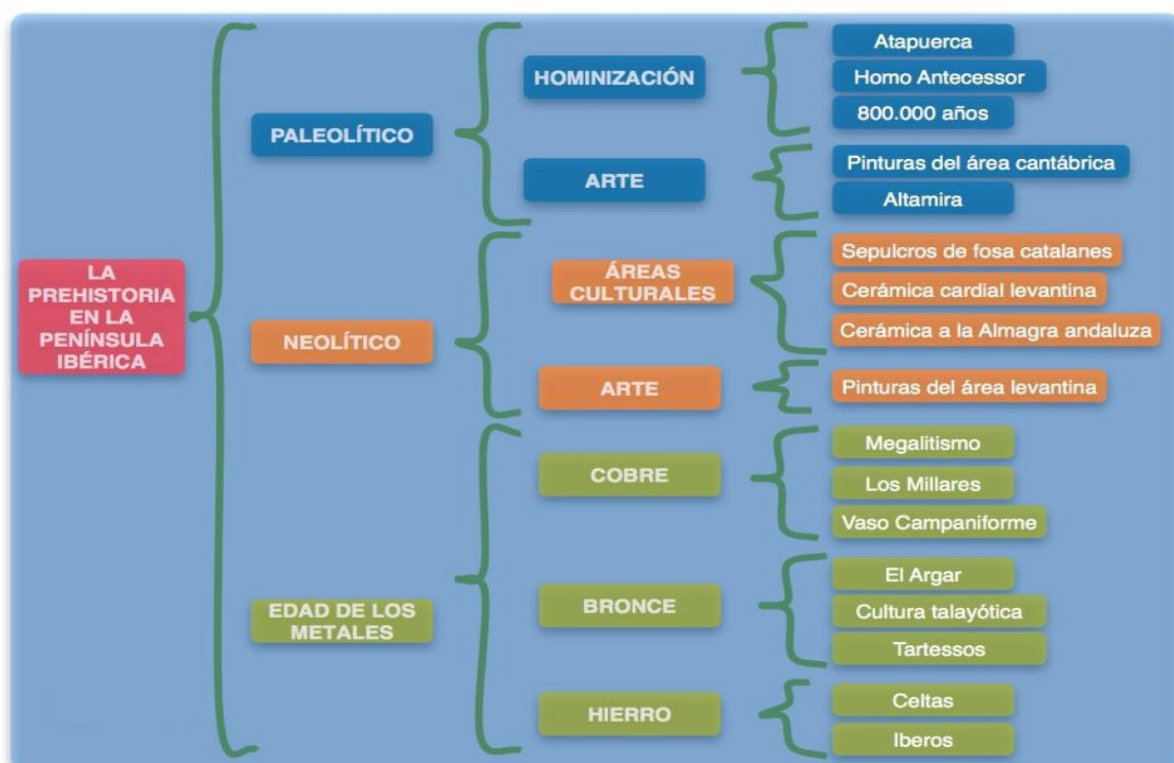 LA
PREHISTORIA
EN LA
PENÍNSULA
IBÉRICA
PALEOLÍTICO
HOMINIZACIÓN
Atapuerca
Homo Antecessor
800.000 años
ARTE
Pinturas del área cantábrica
Altamira
NEOLÍTICO
ÁREAS
CULTURALES
Sepulcros de fosa catalanes
Cerámica cardial levantina
Cerámica a la Almagra andaluza
ARTE
Pinturas del área levantina
EDAD DE LOS
METALES
COBRE
Megalitismo
Los Millares
Vaso Campaniforme
BRONCE
El Argar
Cultura talayótica
Tartessos
HIERRO
Celtas
Iberos